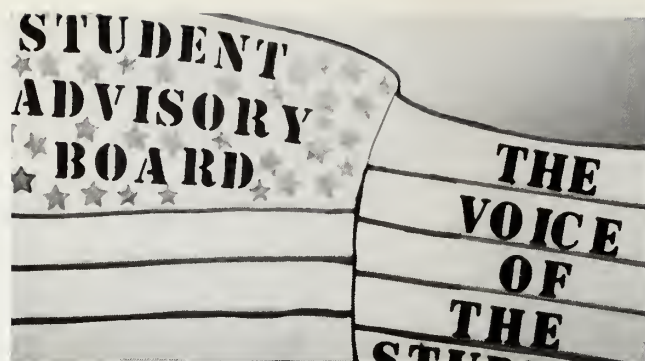 STUDENT
ADVISORY
BOARD
THE
VOICE
OF
THE